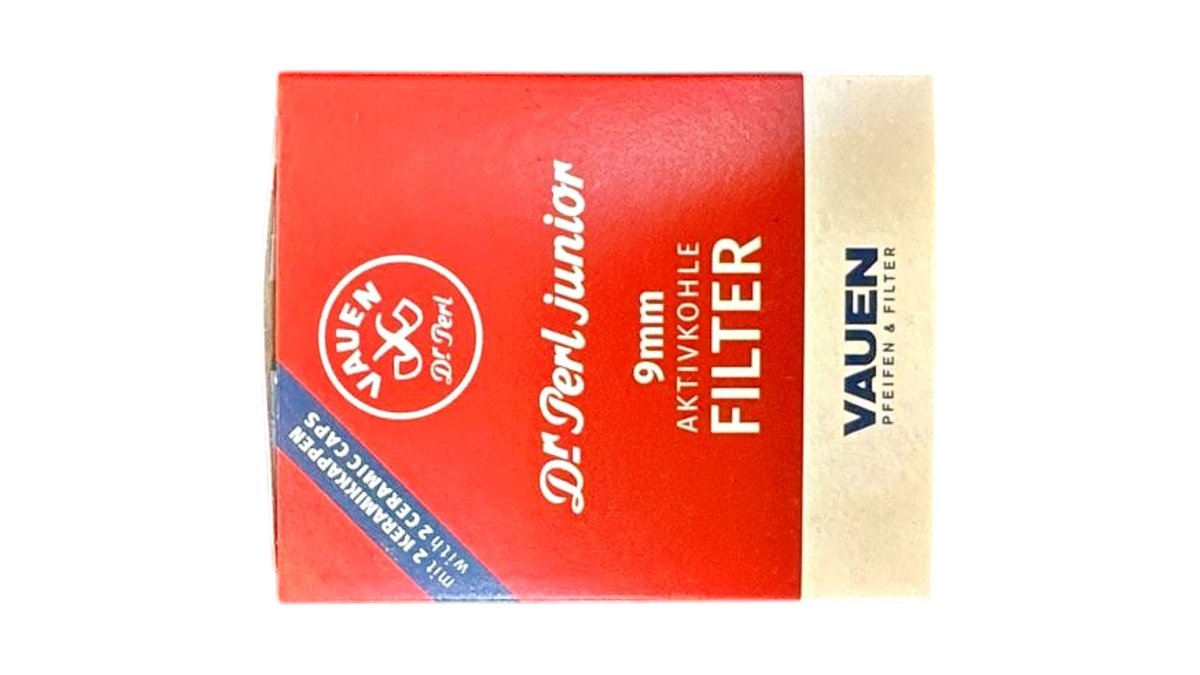 mit 2 KERAMIKKAPPEN
with 2 CERAMIC CAPS
VAUEN
Dr Perl
Dr Perl junior
9mm
AKTIVKOHLE
FILTER
VAUEN
PFEIFEN & FILTER